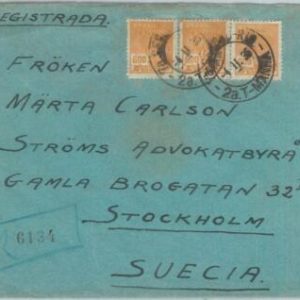 REGISTRADA.
FRÖKEN
MÄRTA CARLSON
STRÖMS ADVOKATBYRÅ
GAMLA BROGATAN 32
STOCKHOLM
6134
SUECIA.